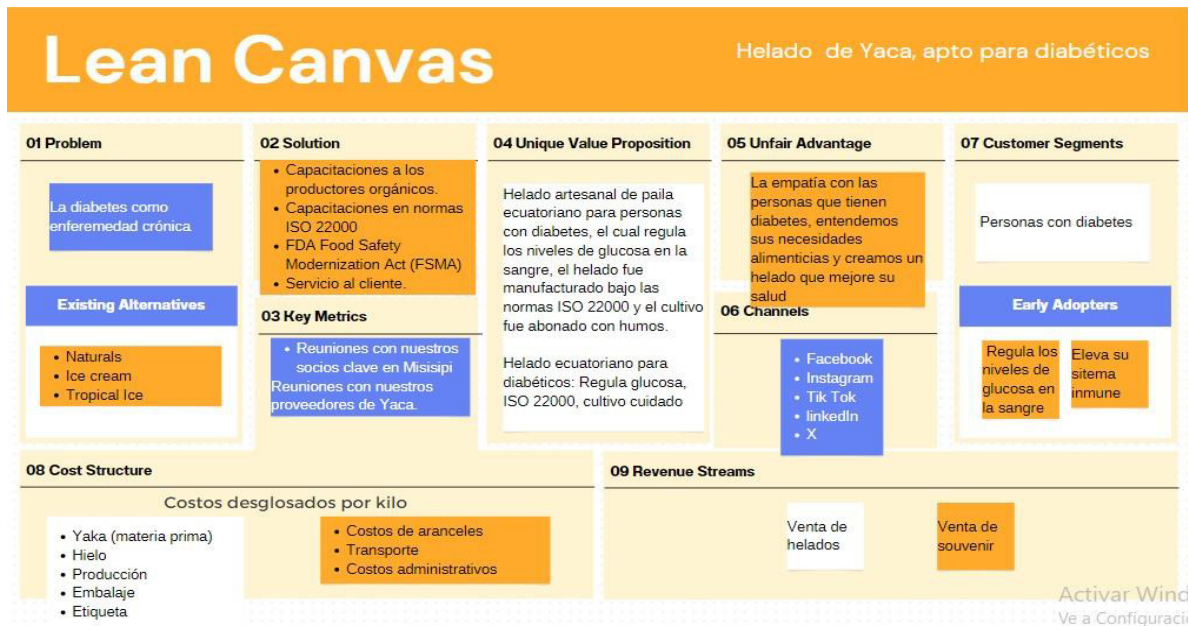 Lean Canvas
Helado de Yaca, apto para diabéticos
01 Problem
La diabetes como
enferemedad crónica
Existing Alternatives
• Naturals
• Ice cream
• Tropical Ice
02 Solution
• Capacitaciones a los
productores orgánicos.
• Capacitaciones en normas
ISO 22000
• FDA Food Safety
Modernization Act (FSMA)
• Servicio al cliente.
03 Key Metrics
• Reuniones con nuestros
socios clave en Misisipi
Reuniones con nuestros
proveedores de Yaca.
04 Unique Value Proposition
Helado artesanal de paila
ecuatoriano para personas
con diabetes, el cual regula
los niveles de glucosa en la
sangre, el helado fue
manufacturado bajo las
normas ISO 22000 y el cultivo
fue abonado con humos.
Helado ecuatoriano para
diabéticos: Regula glucosa,
ISO 22000, cultivo cuidado
05 Unfair Advantage
La empatía con las
personas que tienen
diabetes, entendemos
sus necesidades
alimenticias y creamos un
helado que mejore su
salud
06 Channels
• Facebook
• Instagram
• Tik Tok
• linkedIn
• X
07 Customer Segments
Personas con diabetes
Early Adopters
Regula los
niveles de
glucosa en
la sangre
Eleva su
sitema
inmune
08 Cost Structure
Costos desglosados por kilo
• Yaka (materia prima)
• Hielo
• Producción
• Embalaje
• Etiqueta
• Costos de aranceles
• Transporte
• Costos administrativos
09 Revenue Streams
Venta de
helados
Venta de
souvenir
Activar Wind
Ve a Configuraci